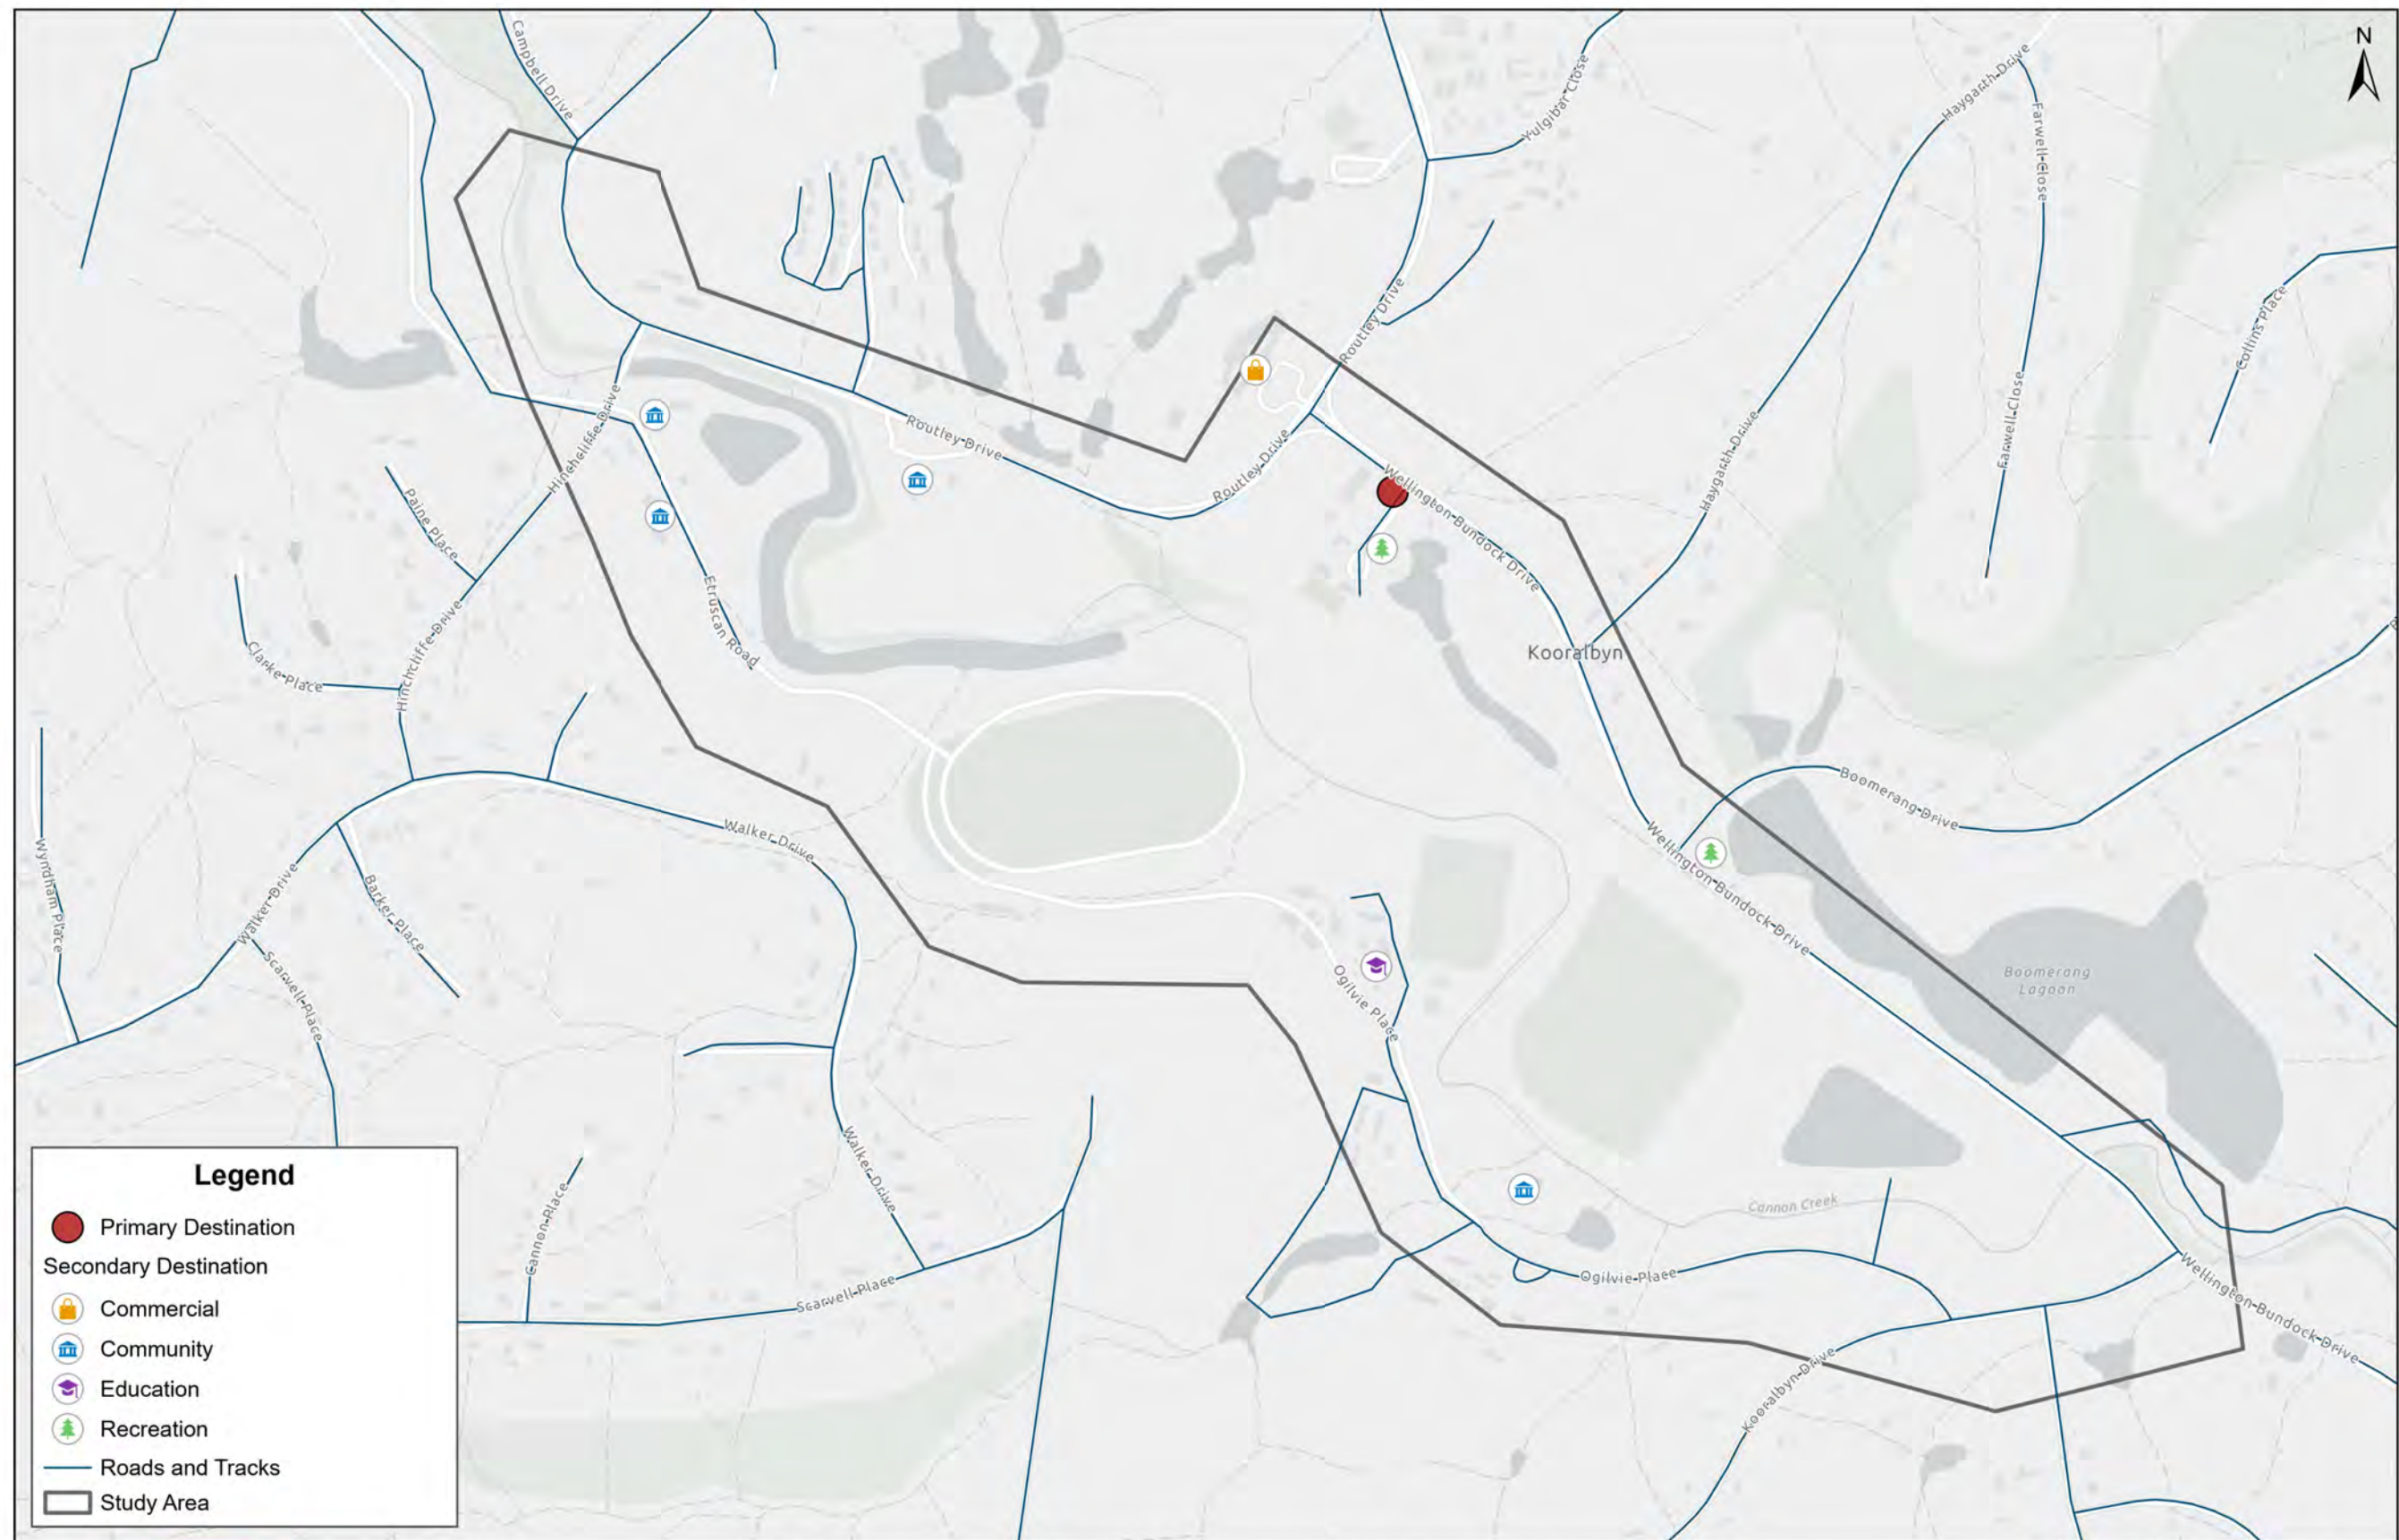 N
Campbell Drive
Yulgibar Close
Haygarth Drive
Farwell Close
Collins Place
Routley Drive
Hinchcliffe Drive
Routley Drive
Routley Drive
Haygarth Drive
Farwell Close
Paine Place
Wellington Bundock Drive
Etruscan Road
Hinchcliffe Drive
Clarke Place
Kooralbyn
Boomerang Drive
Walker Drive
Wellington Bundock Drive
Wyndham Place
Walker Drive
Barker Place
Scarvell Place
Ogilvie Place
Boomerang
Lagoon
Walker Drive
Cannon Place
Cannon Creek
Scarvell Place
Ogilvie Place
Wellington Bundock Drive
Kooralbyn Drive
Legend
Primary Destination
Secondary Destination
Commercial
Community
Education
Recreation
Roads and Tracks
Study Area